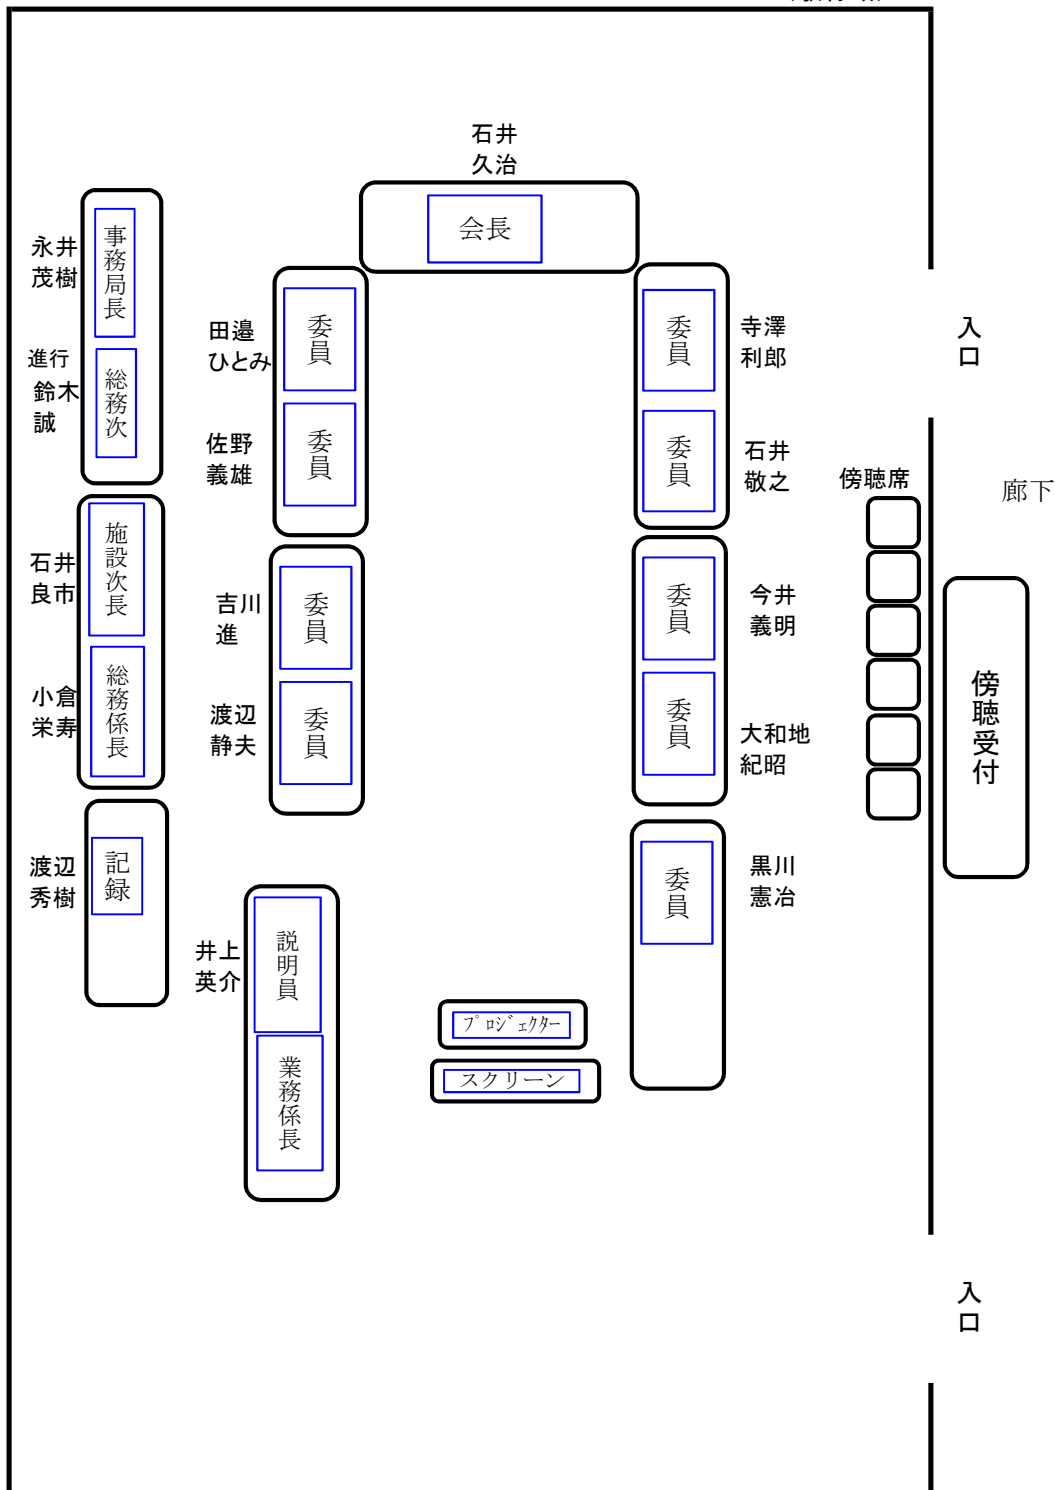 石井
久治
会長
永井
茂樹
事務局長
進行
鈴木
誠
総務次
田邉
ひとみ
委員
佐野
義雄
委員
寺澤
利郎
委員
石井
敬之
委員
入
口
傍聴席
廊下
石井
良市
施設次長
小倉
栄寿
総務係長
吉川
進
委員
渡辺
静夫
委員
今井
義明
委員
大和地
紀昭
委員
傍聴受付
渡辺
秀樹
記録
黒川
憲治
委員
井上
英介
説明員
業務係長
ﾌﾟﾛｼﾞｪｸﾀｰ
スクリーン
入
口